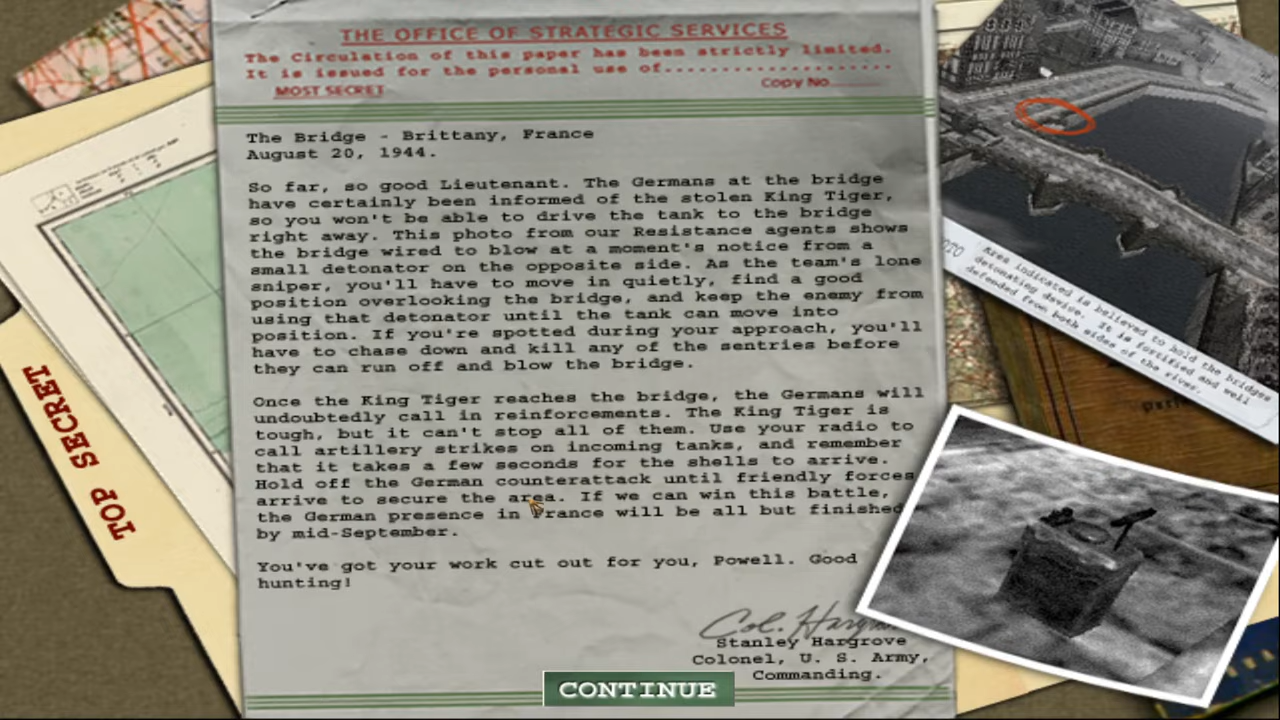 THE OFFICE OF STRATEGIC SERVICES
The Circulation of this paper has been strictly limited.
It is issued for the personal use of...................
MOST SECRET
Copy No.
The Bridge - Brittany, France
August 20, 1944.
So far, so good Lieutenant. The Germans at the bridge
have certainly been informed of the stolen King Tiger,
so you won't be able to drive the tank to the bridge
right away. This photo from our Resistance agents shows
the bridge wired to blow at a moment's notice from a
small detonator on the opposite side. As the team's lone
sniper, you'll have to move in quietly, find a good
position overlooking the bridge, and keep the enemy from
using that detonator until the tank can move into
position. If you're spotted during your approach, you'll
have to chase down and kill any of the sentries before
they can run off and blow the bridge.
Once the King Tiger reaches the bridge, the Germans will
undoubtedly call in reinforcements. The King Tiger is
tough, but it can't stop all of them. Use your radio to
call artillery strikes on incoming tanks, and remember
that it takes a few seconds for the shells to arrive.
Hold off the German counterattack until friendly forces
arrive to secure the area. If we can win this battle,
the German presence in France will be all but finished
by mid-September.
You've got your work cut out for you, Powell. Good
hunting!
Col. Hargrove
Stanley Hargrove
Colonel, U. S. Army,
Commanding.
CONTINUE
TOP SECRET
Area indicated is believed to hold the bridges
detonating device. It is fortified and well
defended from both sides of the river.